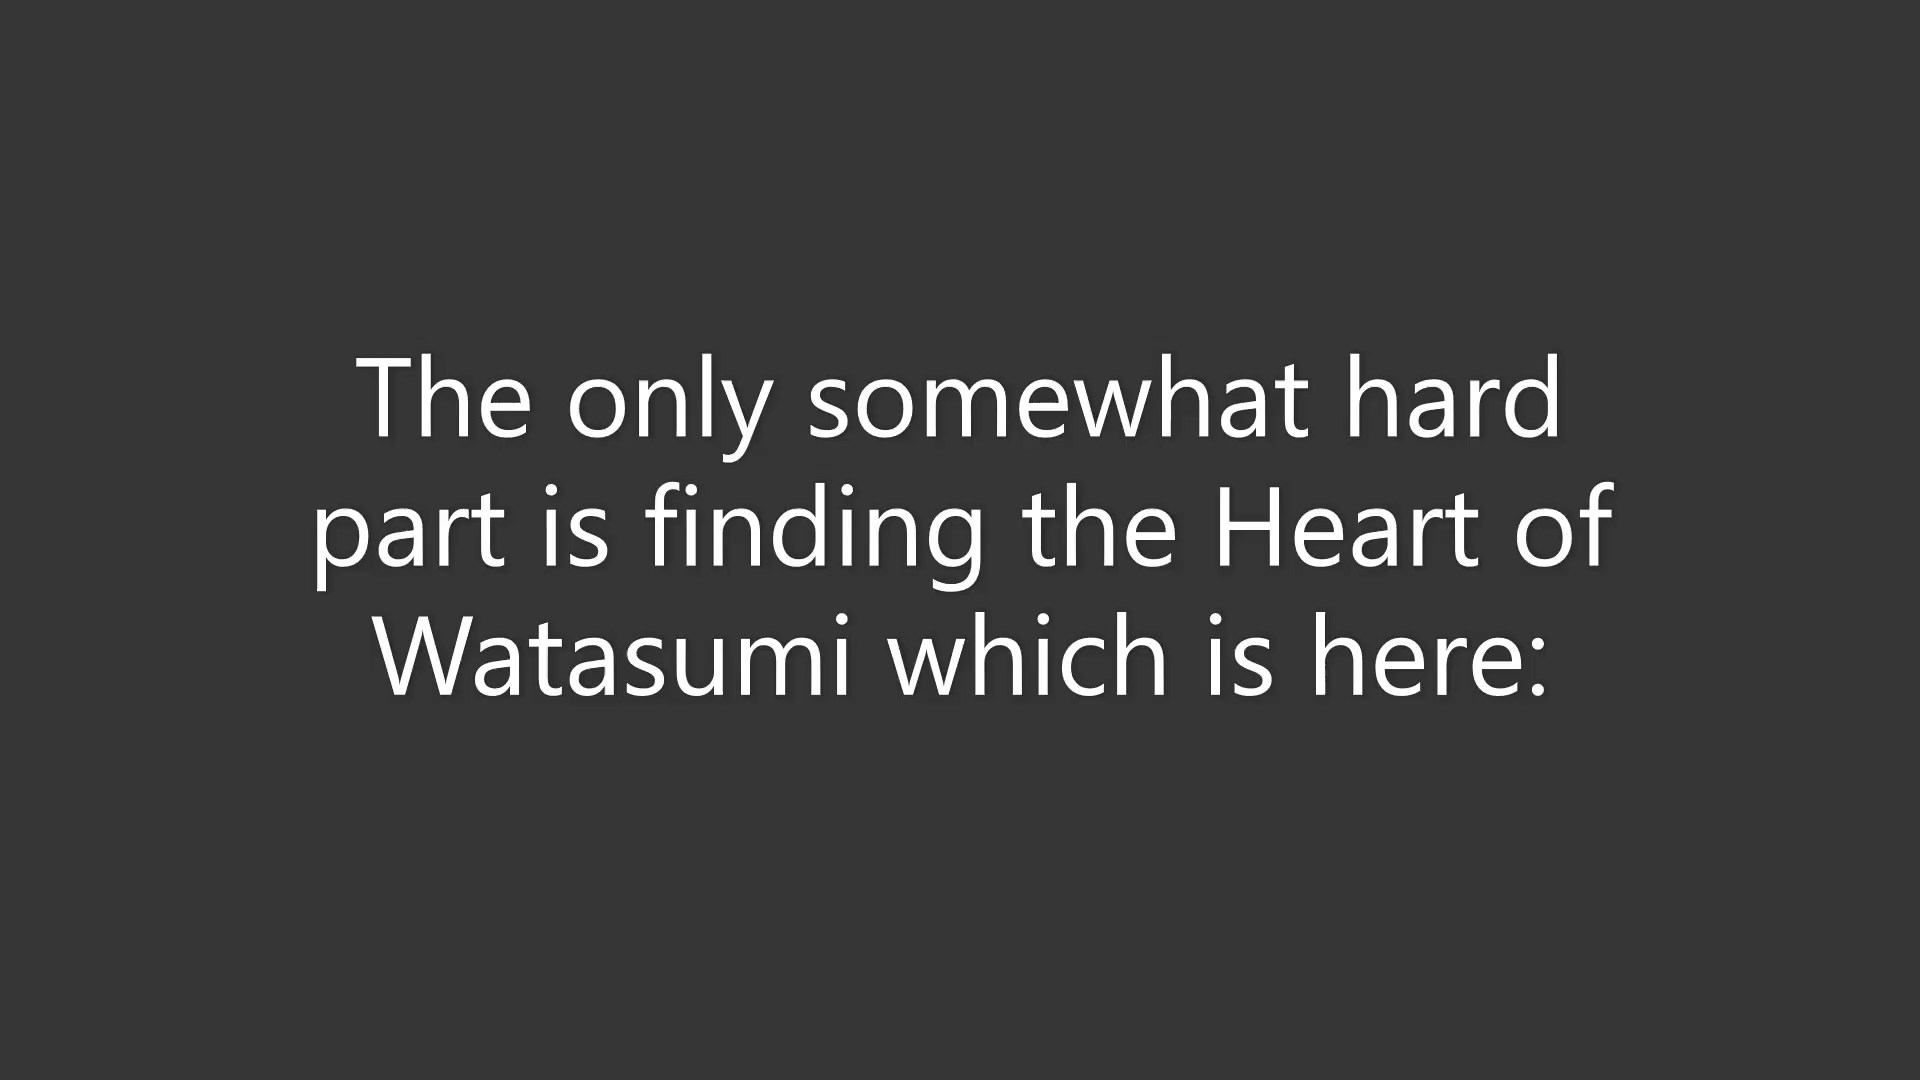 The only somewhat hard
part is finding the Heart of
Watasumi which is here: